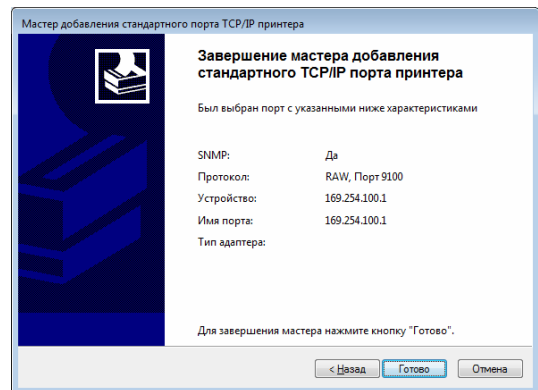 Мастер добавления стандартного порта TCP/IP принтера
Завершение мастера добавления
стандартного TCP/IP порта принтера
Был выбран порт с указанными ниже характеристиками
SNMP: Да
Протокол: RAW, Порт 9100
Устройство: 169.254.100.1
Имя порта: 169.254.100.1
Тип адаптера:
Для завершения мастера нажмите кнопку "Готово".
< Назад Готово Отмена